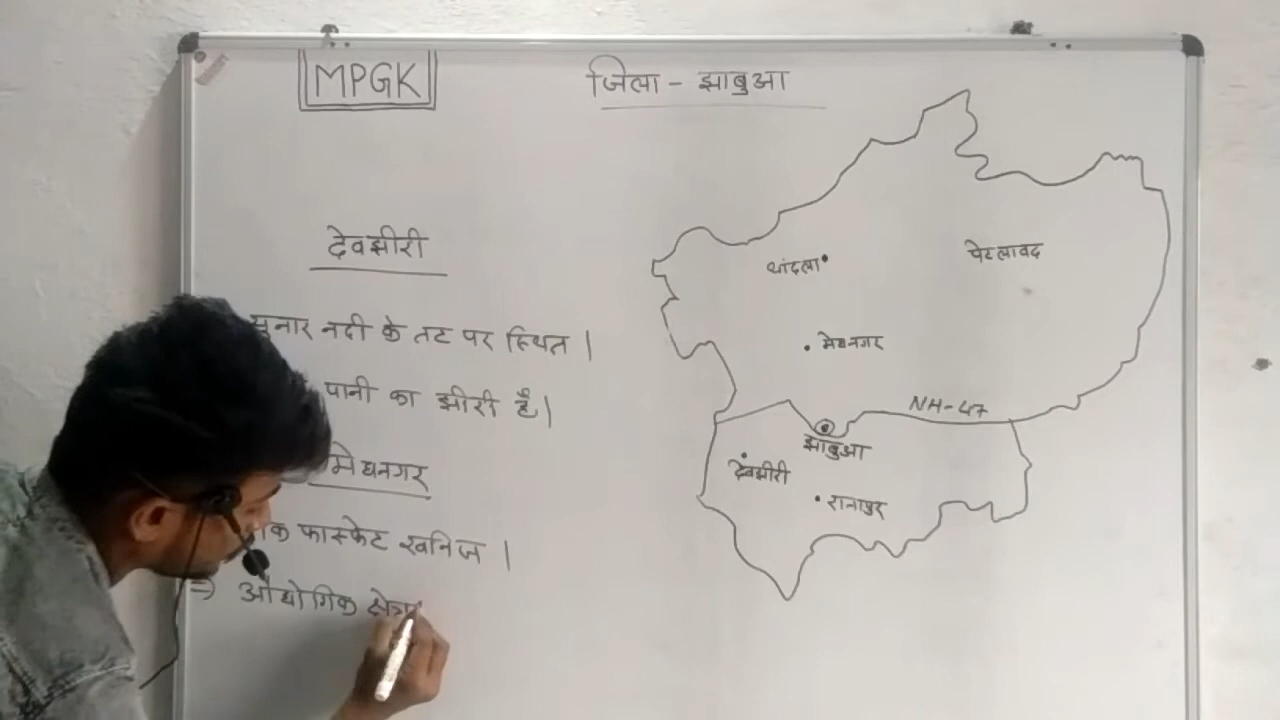 MPGK
जिला - झाबुआ
देवझीरी
सुनार नदी के तट पर स्थित।
पानी का झीरी है।
मेघनगर
फास्फेट खनिज।
⇒ औद्योगिक क्षेत्र
थांदला
पेटलावद
मेघनगर
NH-47
झाबुआ
देवझीरी
रानापुर